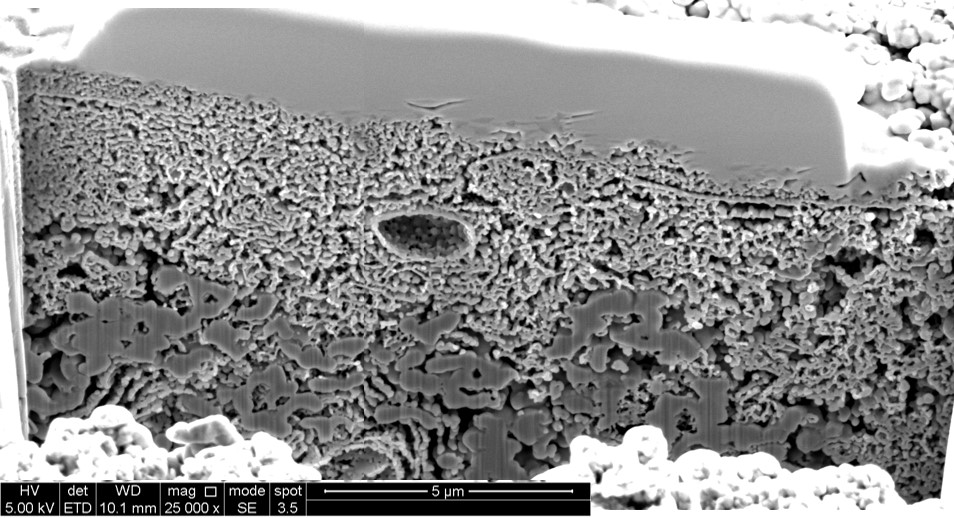 HV det WD mag □ mode spot
5 µm
5.00 kV ETD 10.1 mm 25 000 x SE 3.5